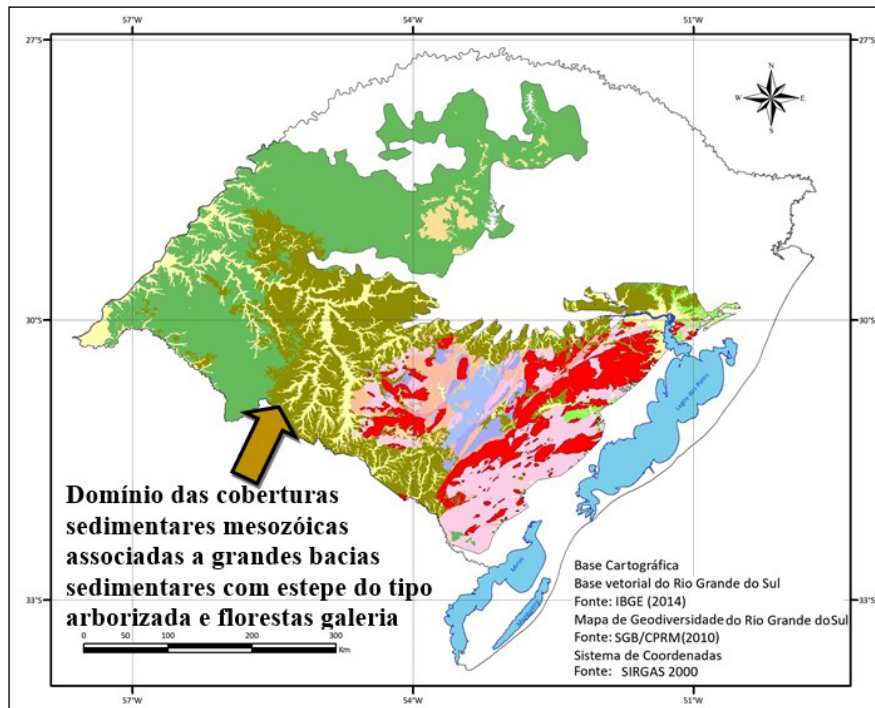 57°W
54°W
51°W
27°S
27°S
N
W E
S
30°S
30°S
Lagoa dos Patos
Domínio das coberturas
sedimentares mesozóicas
associadas a grandes bacias
sedimentares com estepe do tipo
arborizada e florestas galeria
Mirim
Base Cartográfica
Base vetorial do Rio Grande do Sul
Fonte: IBGE (2014)
Mapa de Geodiversidade do Rio Grande do Sul
Fonte: SGB/CPRM(2010)
Sistema de Coordenadas
Fonte: SIRGAS 2000
33°S
33°S
0 50 100 200 300
Km
57°W
54°W
51°W